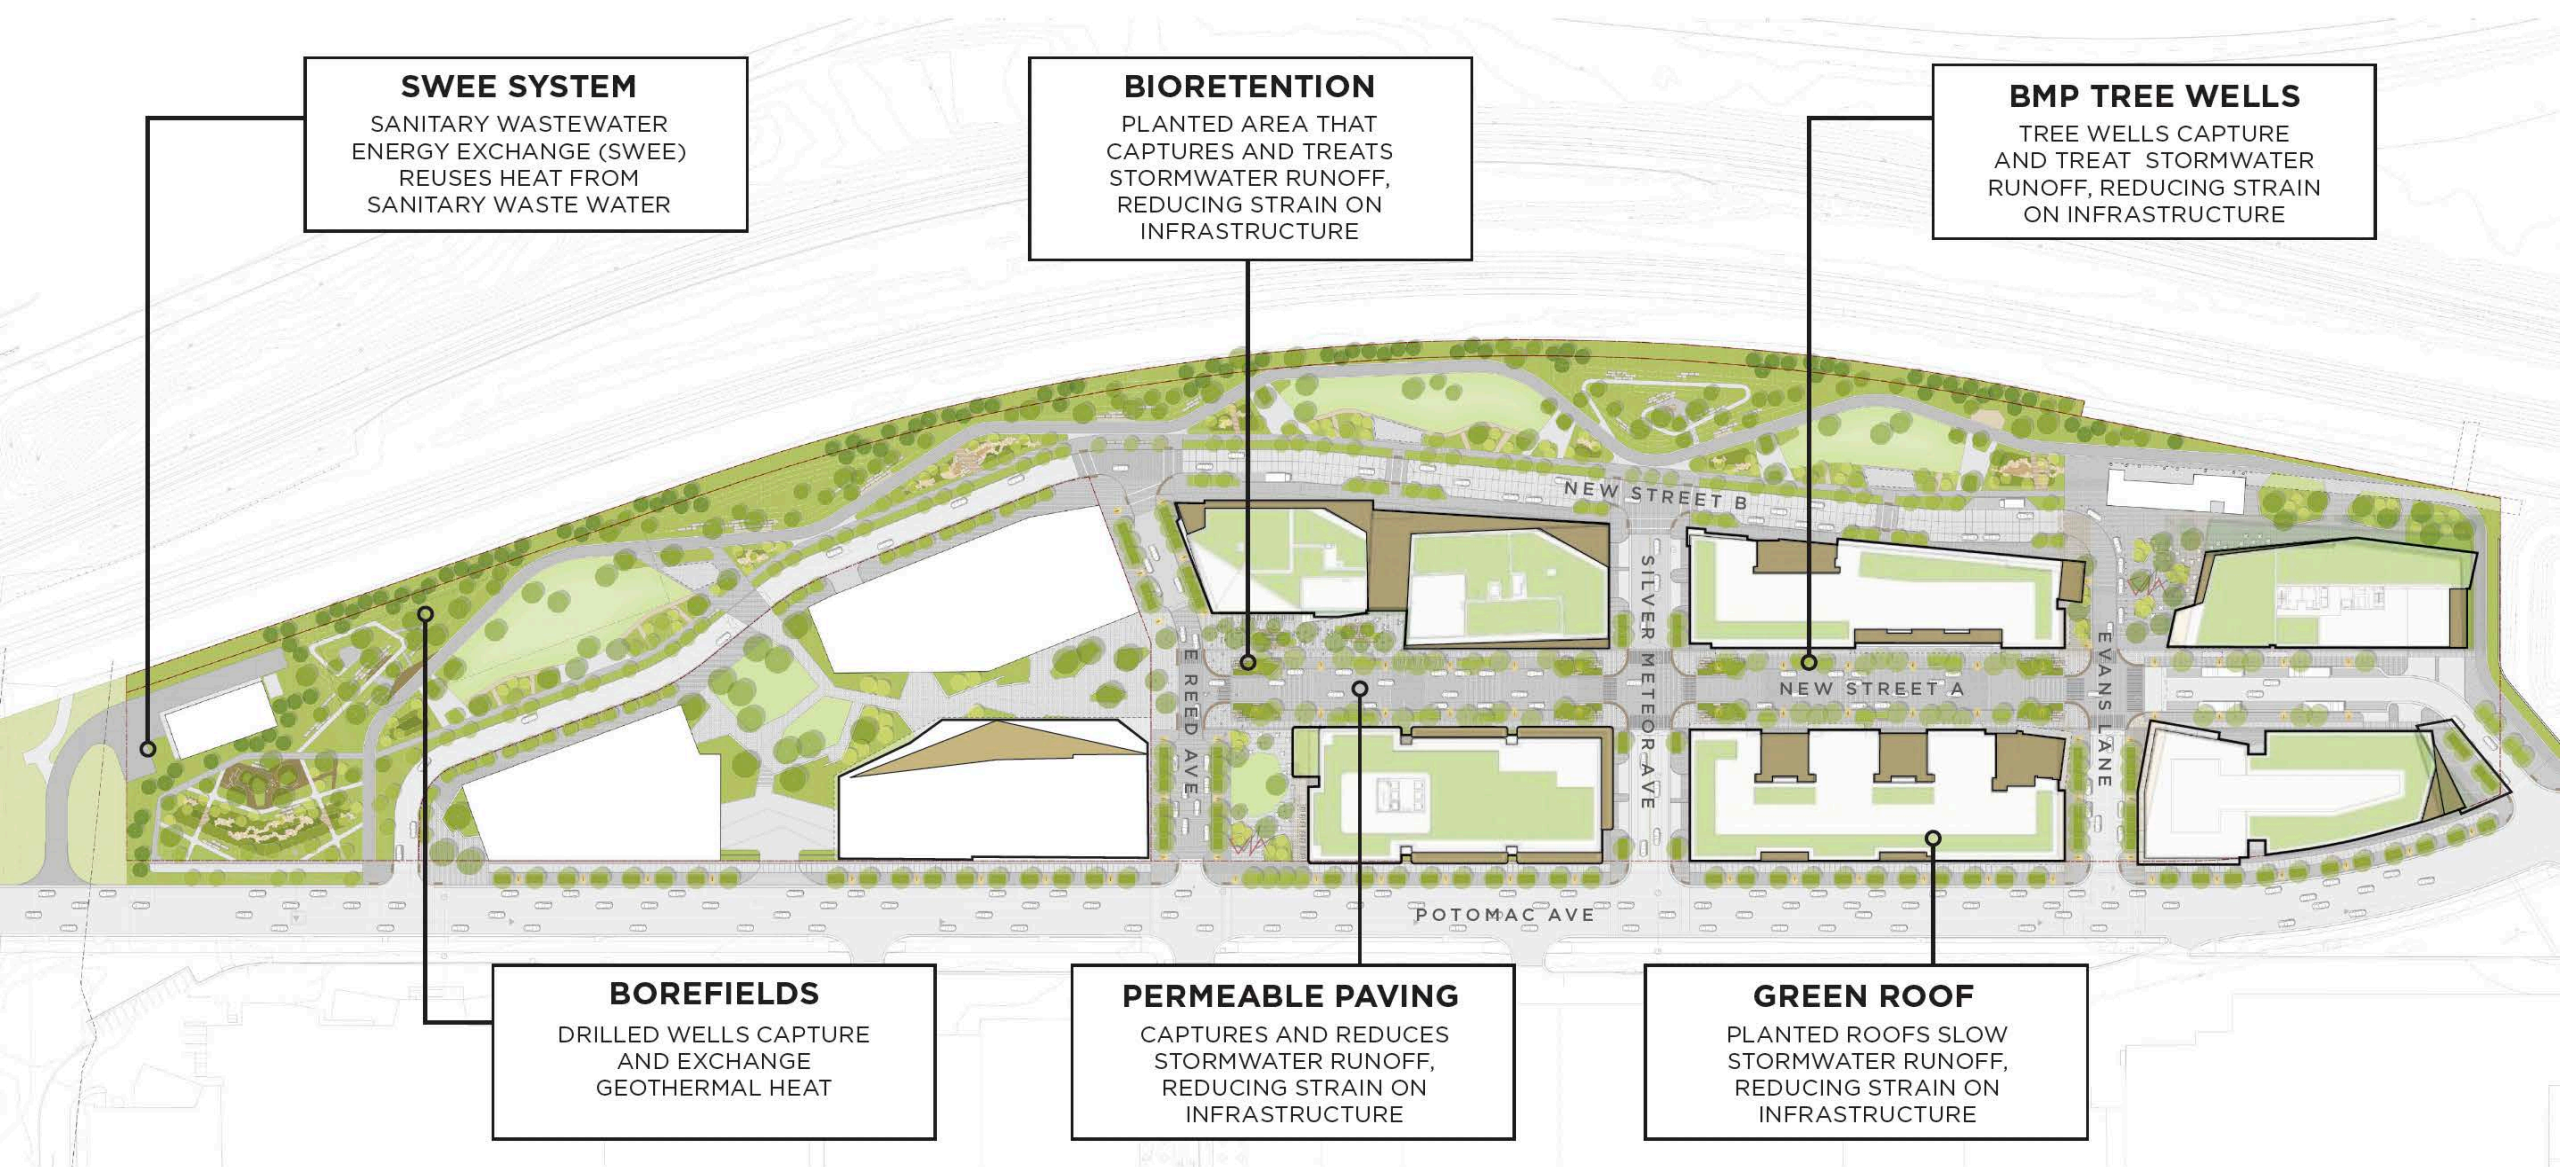 SWEE SYSTEM
SANITARY WASTEWATER
ENERGY EXCHANGE (SWEE)
REUSES HEAT FROM
SANITARY WASTE WATER
BIORETENTION
PLANTED AREA THAT
CAPTURES AND TREATS
STORMWATER RUNOFF,
REDUCING STRAIN ON
INFRASTRUCTURE
BMP TREE WELLS
TREE WELLS CAPTURE
AND TREAT STORMWATER
RUNOFF, REDUCING STRAIN
ON INFRASTRUCTURE
NEW STREET B
SILVER METEOR AVE
E REED AVE
NEW STREET A
EVANS LANE
POTOMAC AVE
BOREFIELDS
DRILLED WELLS CAPTURE
AND EXCHANGE
GEOTHERMAL HEAT
PERMEABLE PAVING
CAPTURES AND REDUCES
STORMWATER RUNOFF,
REDUCING STRAIN ON
INFRASTRUCTURE
GREEN ROOF
PLANTED ROOFS SLOW
STORMWATER RUNOFF,
REDUCING STRAIN ON
INFRASTRUCTURE